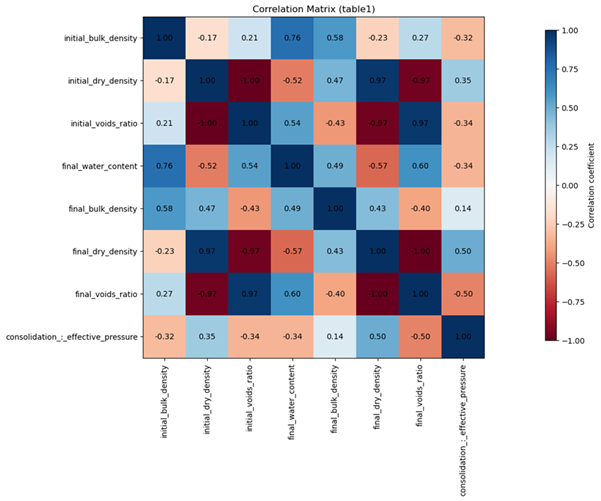 Correlation Matrix (table1)
initial_bulk_density 1.00 -0.17 0.21 0.76 0.58 -0.23 0.27 -0.32
initial_dry_density -0.17 1.00 -1.00 -0.52 0.47 0.97 -0.97 0.35
initial_voids_ratio 0.21 -1.00 1.00 0.54 -0.43 -0.97 0.97 -0.34
final_water_content 0.76 -0.52 0.54 1.00 0.49 -0.57 0.60 -0.34
final_bulk_density 0.58 0.47 -0.43 0.49 1.00 0.43 -0.40 0.14
final_dry_density -0.23 0.97 -0.97 -0.57 0.43 1.00 -1.00 0.50
final_voids_ratio 0.27 -0.97 0.97 0.60 -0.40 -1.00 1.00 -0.50
consolidation_:_effective_pressure -0.32 0.35 -0.34 -0.34 0.14 0.50 -0.50 1.00
initial_bulk_density
initial_dry_density
initial_voids_ratio
final_water_content
final_bulk_density
final_dry_density
final_voids_ratio
consolidation_:_effective_pressure
1.00
0.75
0.50
0.25
0.00
−0.25
−0.50
−0.75
−1.00
Correlation coefficient